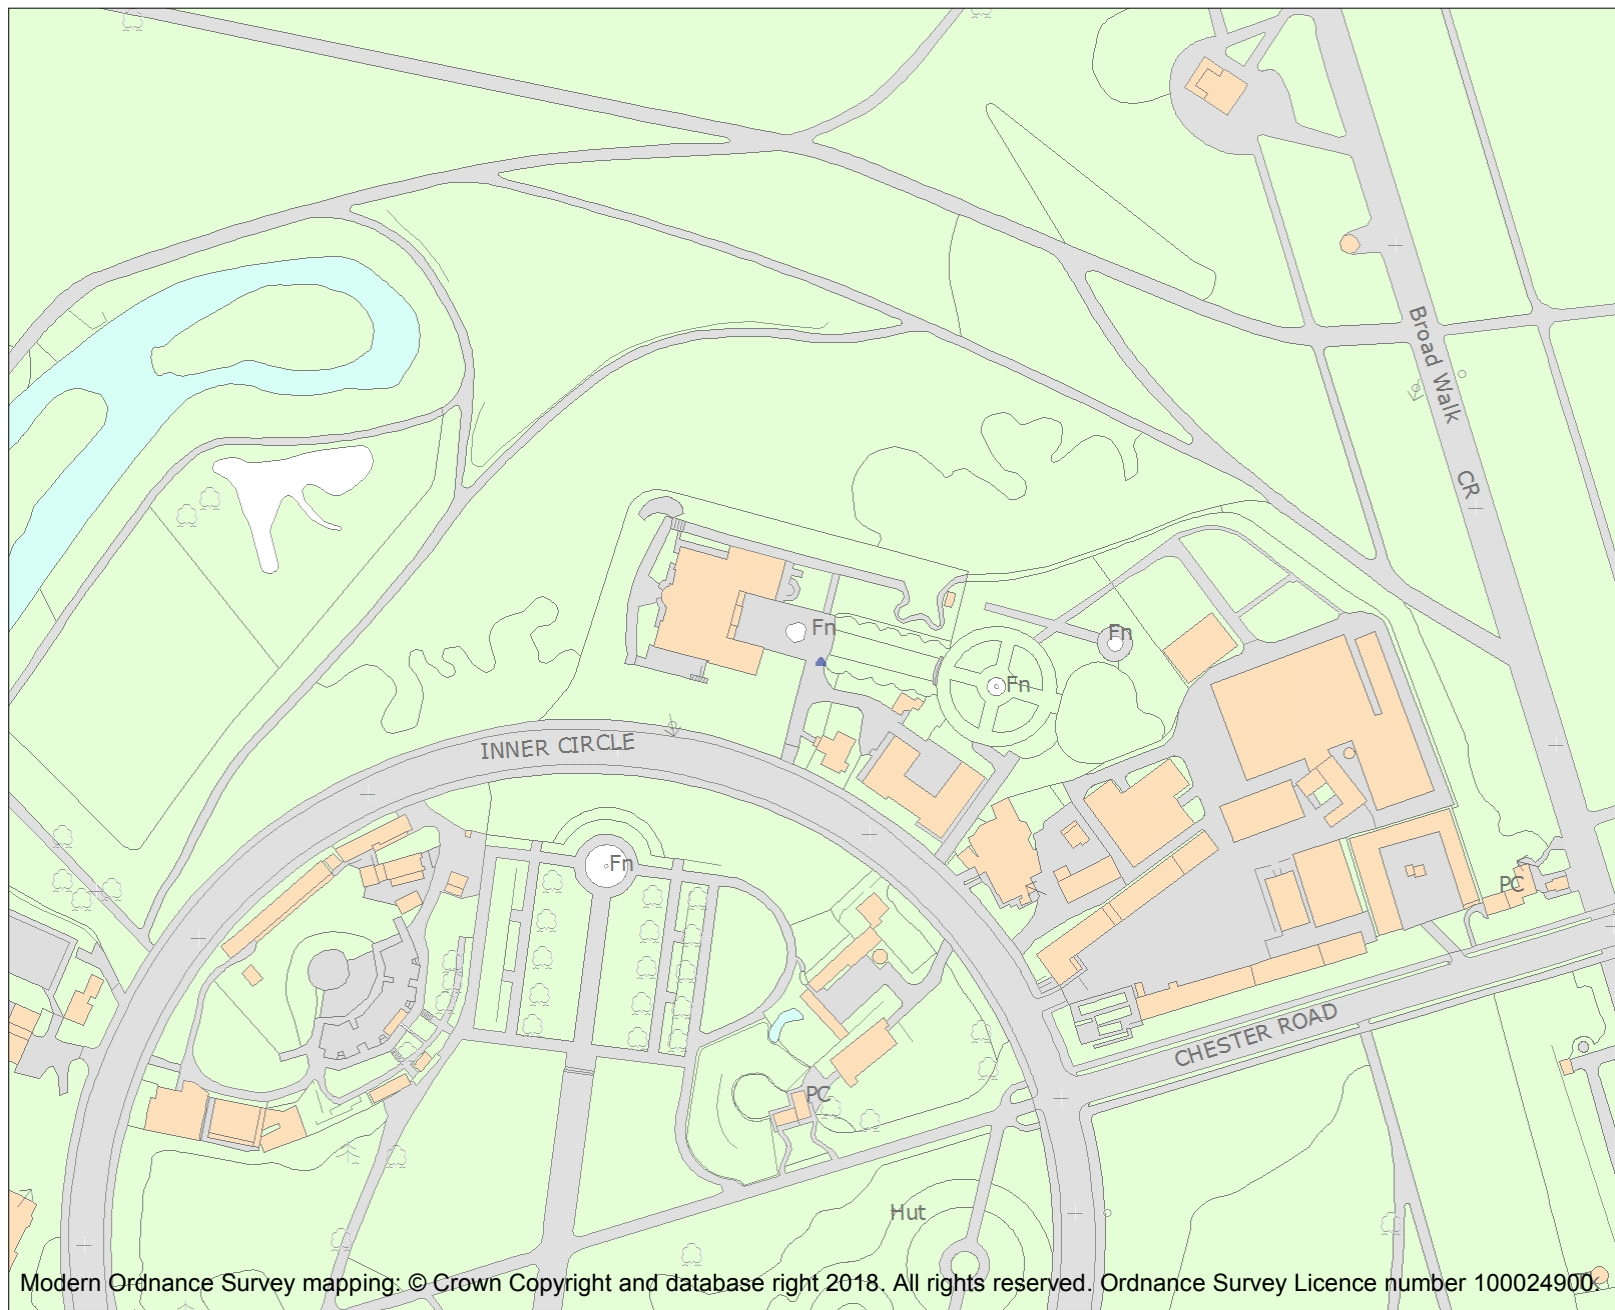 Broad Walk
CR
Fn
Fn
Fn
INNER CIRCLE
Fn
PC
CHESTER ROAD
PC
Hut
Modern Ordnance Survey mapping: © Crown Copyright and database right 2018. All rights reserved. Ordnance Survey Licence number 100024900.